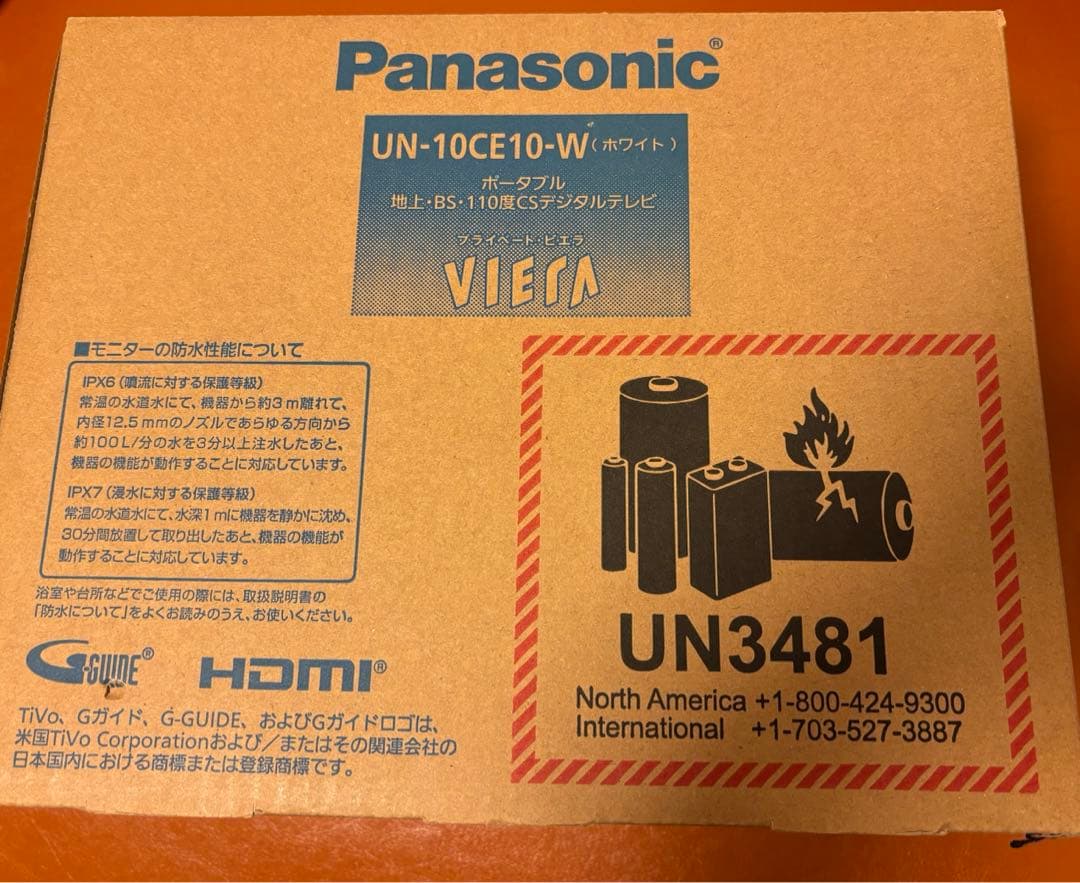 Panasonic®
UN-10CE10-W（ホワイト）
ポータブル
地上・BS・110度CSデジタルテレビ
プライベート・ビエラ
VIERA
■モニターの防水性能について
IPX6（噴流に対する保護等級）
常温の水道水にて、機器から約3m離れて、
内径12.5mmのノズルであらゆる方向から
約100L/分の水を3分以上注水したあと、
機器の機能が動作することに対応しています。
IPX7（浸水に対する保護等級）
常温の水道水にて、水深1mに機器を静かに沈め、
30分間放置して取り出したあと、機器の機能が
動作することに対応しています。
浴室や台所などでご使用の際には、取扱説明書の
「防水について」をよくお読みのうえ、お使いください。
G-GUIDE®
HDMI®
TiVo、Gガイド、G-GUIDE、およびGガイドロゴは、
米国TiVo Corporationおよび／またはその関連会社の
日本国内における商標または登録商標です。
UN3481
North America +1-800-424-9300
International +1-703-527-3887